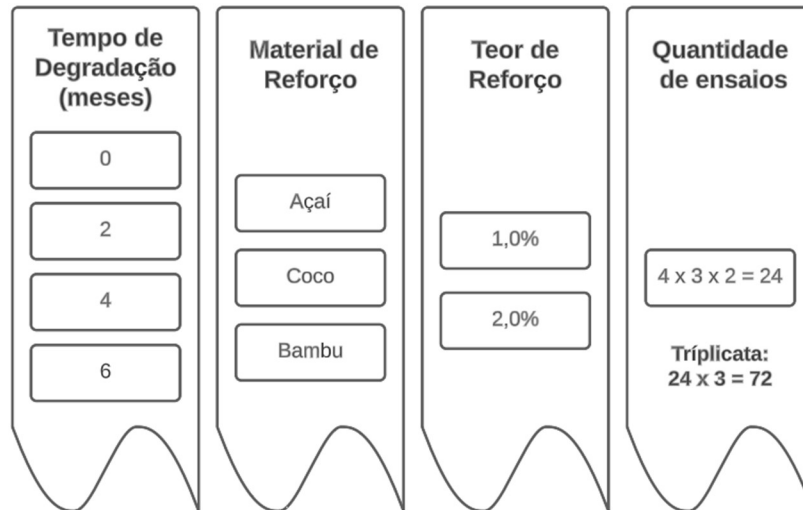 Tempo de
Degradação
(meses)
0
2
4
6
Material de
Reforço
Açaí
Coco
Bambu
Teor de
Reforço
1,0%
2,0%
Quantidade
de ensaios
4 x 3 x 2 = 24
Tríplicata:
24 x 3 = 72